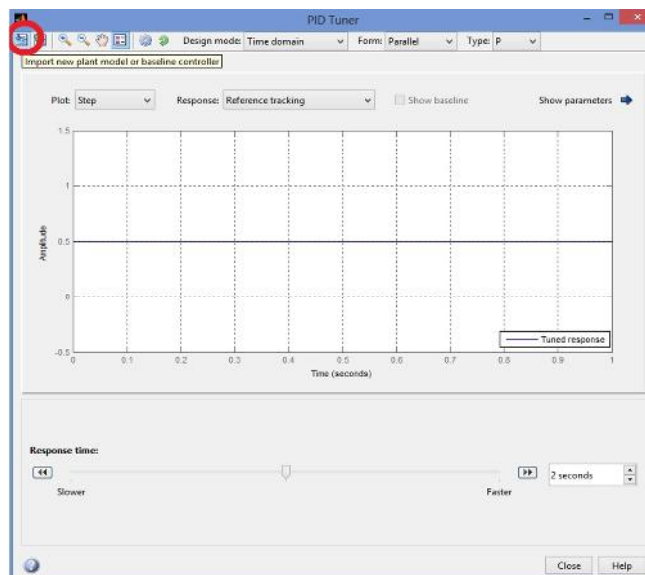 PID Tuner
Design mode: Time domain Form: Parallel Type: P
Import new plant model or baseline controller
Plot: Step Response: Reference tracking Show baseline Show parameters
1.5
1
0.5
0
-0.5
Amplitude
0 0.1 0.2 0.3 0.4 0.5 0.6 0.7 0.8 0.9 1
Time (seconds)
Tuned response
Response time:
2 seconds
Slower Faster
Close Help